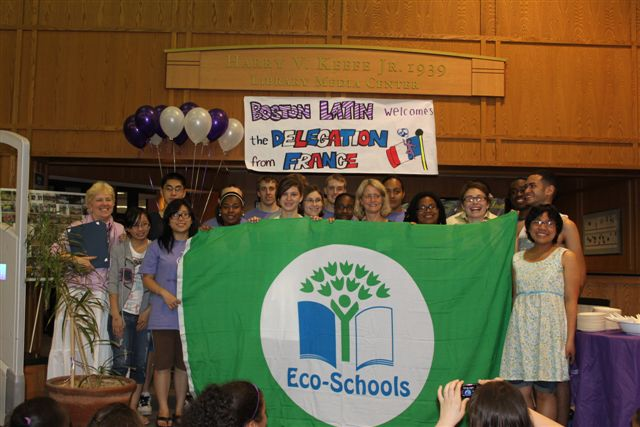 HARRY V. KEEFE JR. 1939
LIBRARY MEDIA CENTER
BOSTON LATIN welcomes
the DELEGATION
from FRANCE
Eco-Schools